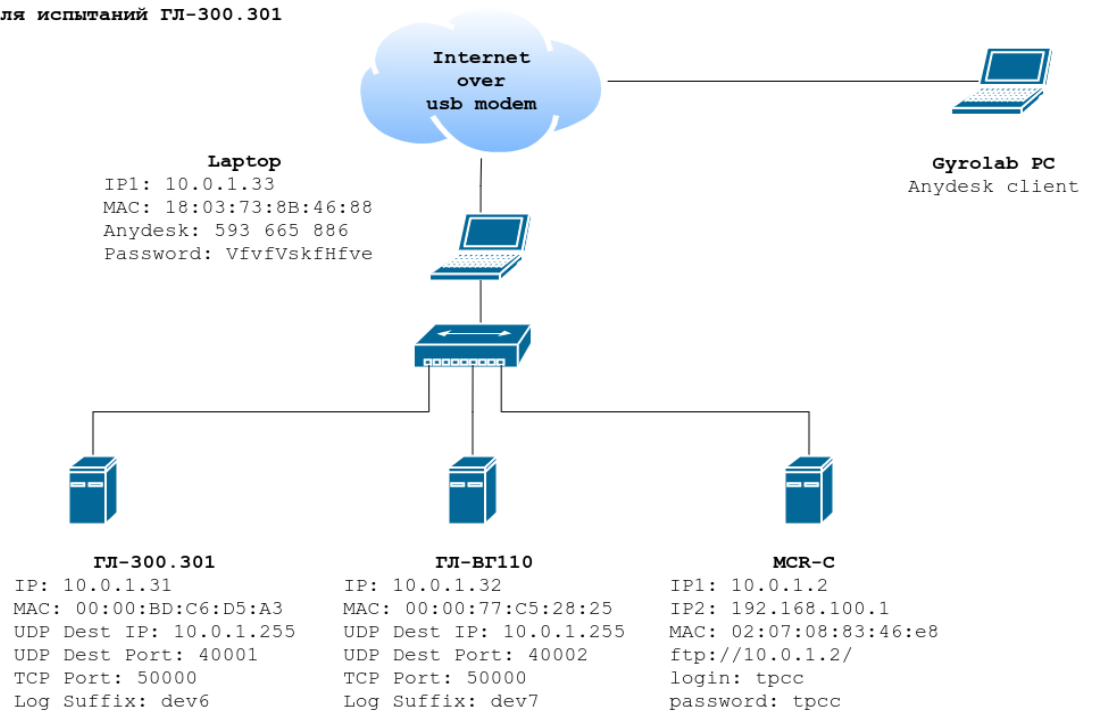 ля испытаний ГЛ-300.301
Internet
over
usb modem
Laptop
IP1: 10.0.1.33
MAC: 18:03:73:8B:46:88
Anydesk: 593 665 886
Password: VfvfVskfHfve
Gyrolab PC
Anydesk client
ГЛ-300.301
IP: 10.0.1.31
MAC: 00:00:BD:C6:D5:A3
UDP Dest IP: 10.0.1.255
UDP Dest Port: 40001
TCP Port: 50000
Log Suffix: dev6
ГЛ-ВГ110
IP: 10.0.1.32
MAC: 00:00:77:C5:28:25
UDP Dest IP: 10.0.1.255
UDP Dest Port: 40002
TCP Port: 50000
Log Suffix: dev7
MCR-C
IP1: 10.0.1.2
IP2: 192.168.100.1
MAC: 02:07:08:83:46:e8
ftp://10.0.1.2/
login: tpcc
password: tpcc